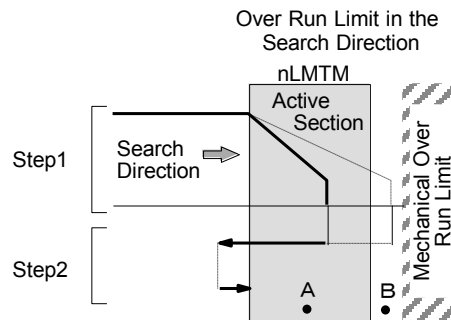 Over Run Limit in the
Search Direction
nLMTM
Active
Section
Step1
Search
Direction
Mechanical Over
Run Limit
Step2
A
B